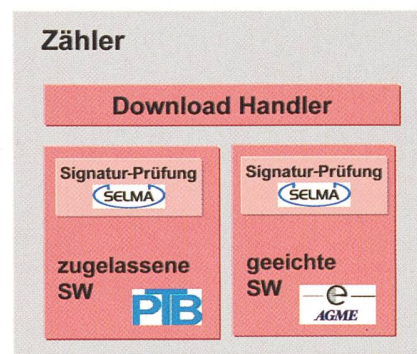 Zähler
Download Handler
Signatur-Prüfung
SELMA
zugelassene
SW
PTB
Signatur-Prüfung
SELMA
geeichte
SW
e
AGME